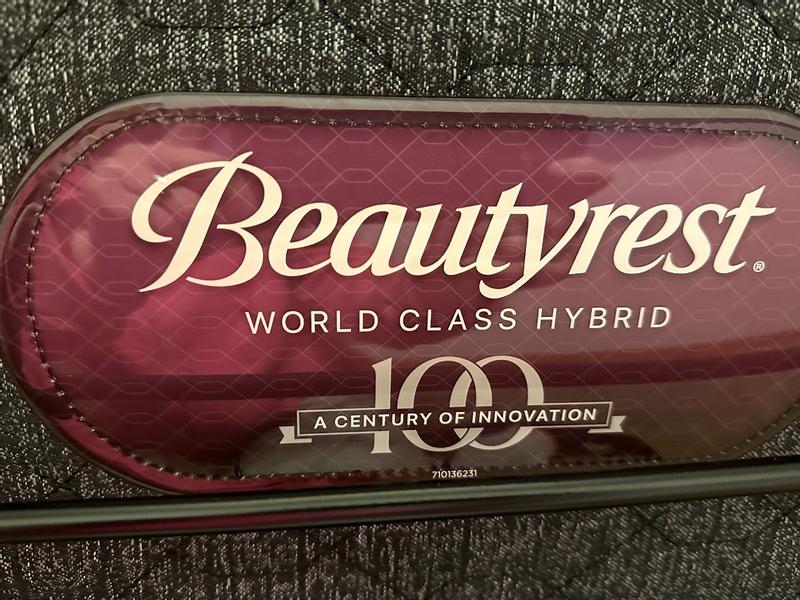 Beautyrest®
WORLD CLASS HYBRID
100
A CENTURY OF INNOVATION
710136231